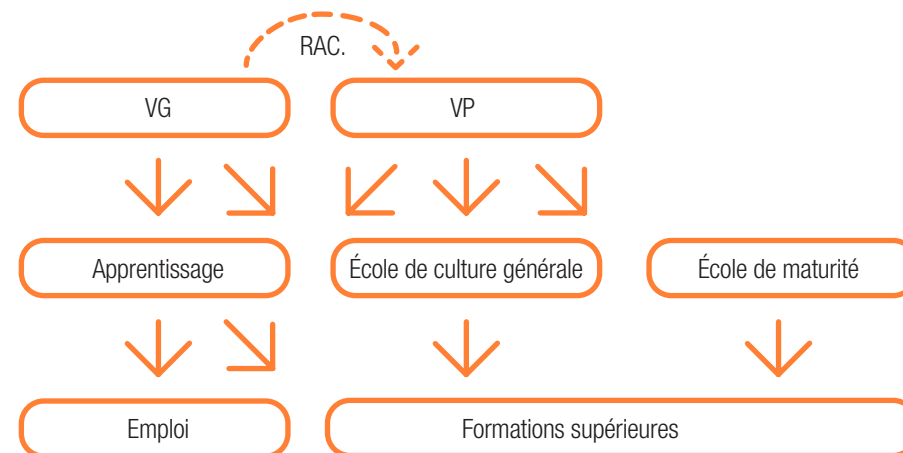 RAC.
VG
VP
Apprentissage
École de culture générale
École de maturité
Emploi
Formations supérieures